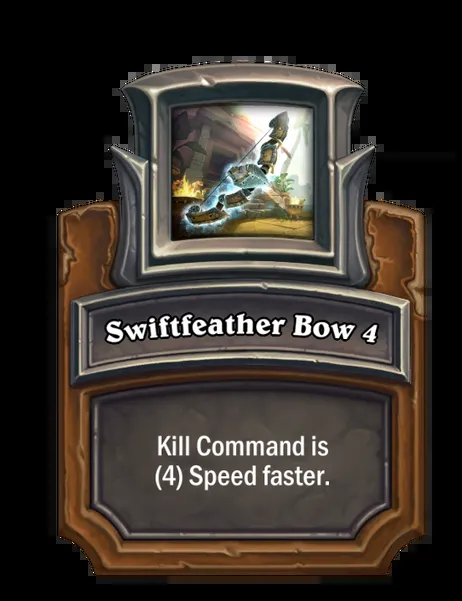 Swiftfeather Bow 4
Kill Command is
(4) Speed faster.